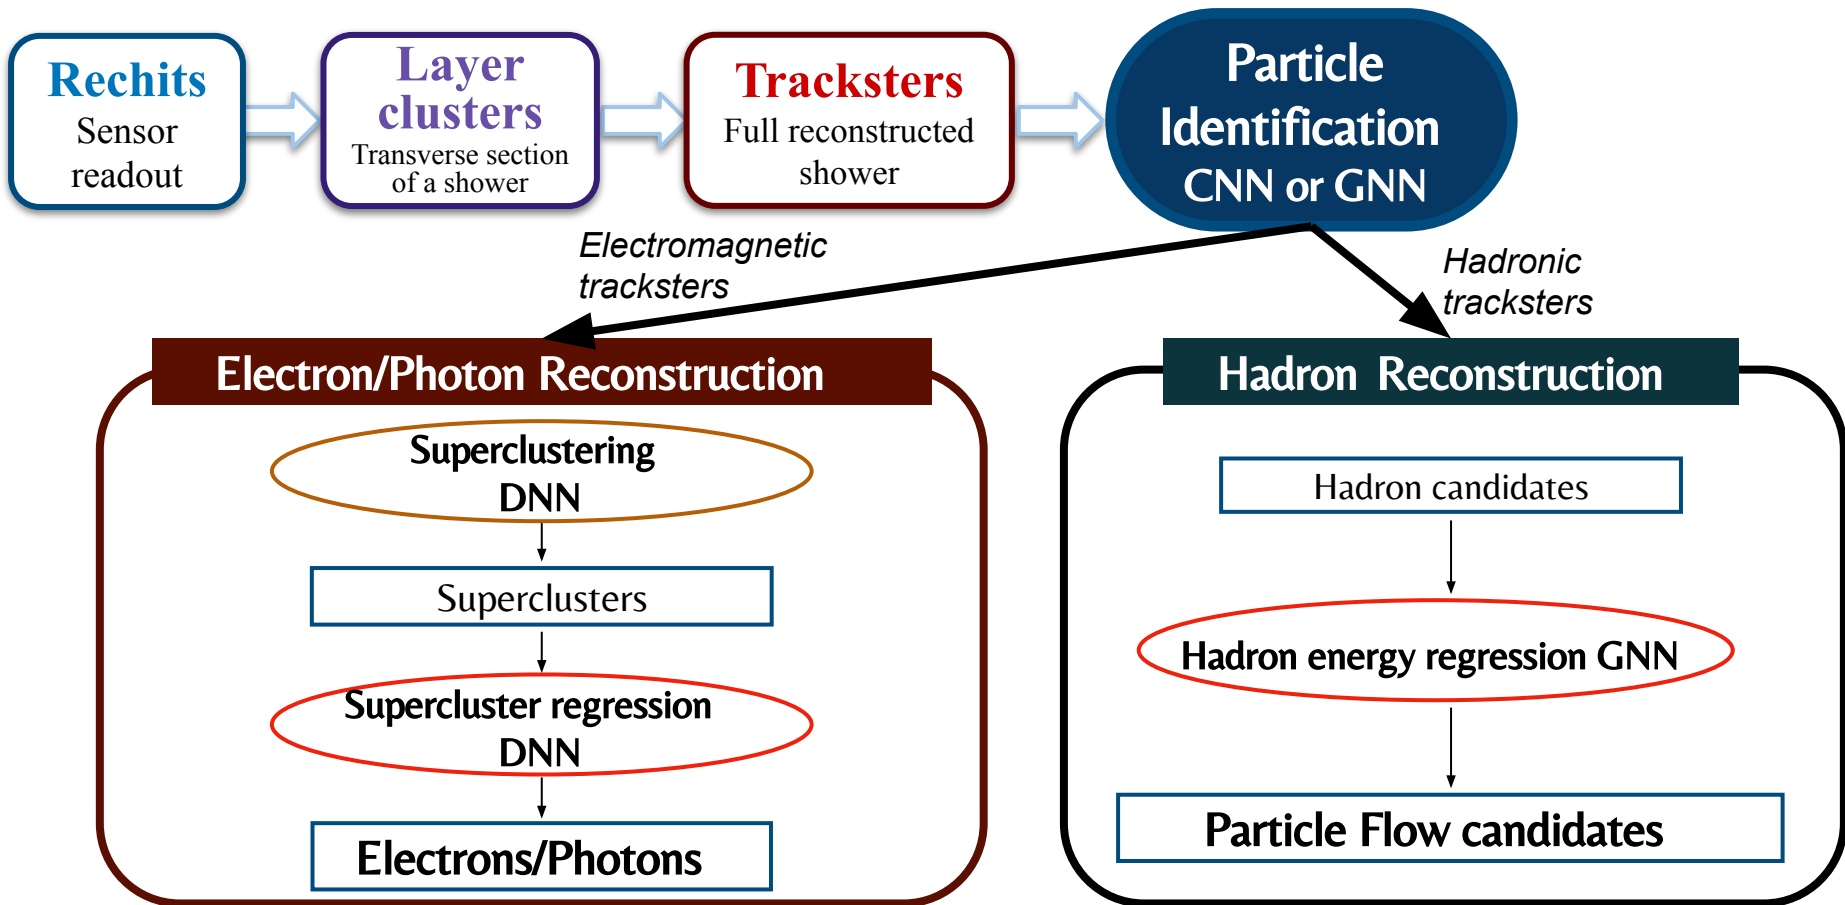 Rechits
Sensor
readout
Layer
clusters
Transverse section
of a shower
Tracksters
Full reconstructed
shower
Particle
Identification
CNN or GNN
Electromagnetic
tracksters
Hadronic
tracksters
Electron/Photon Reconstruction
Superclustering
DNN
Superclusters
Supercluster regression
DNN
Electrons/Photons
Hadron Reconstruction
Hadron candidates
Hadron energy regression GNN
Particle Flow candidates